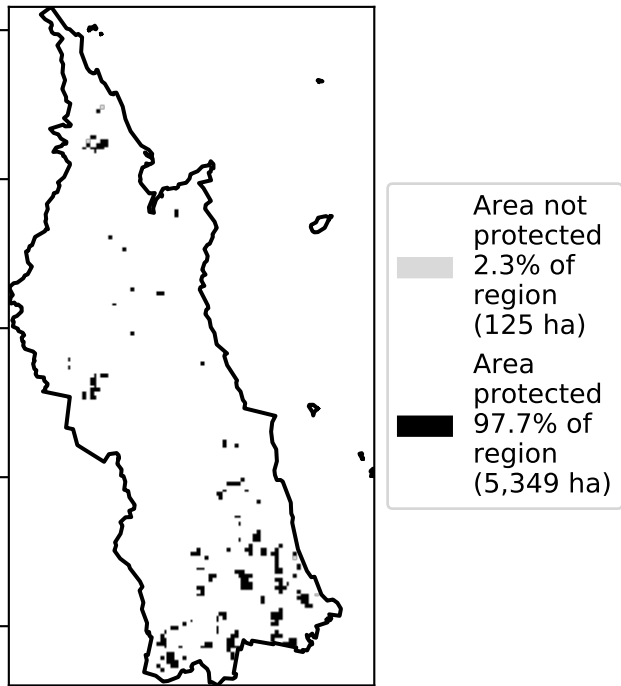 Area not
protected
2.3% of
region
(125 ha)
Area
protected
97.7% of
region
(5,349 ha)